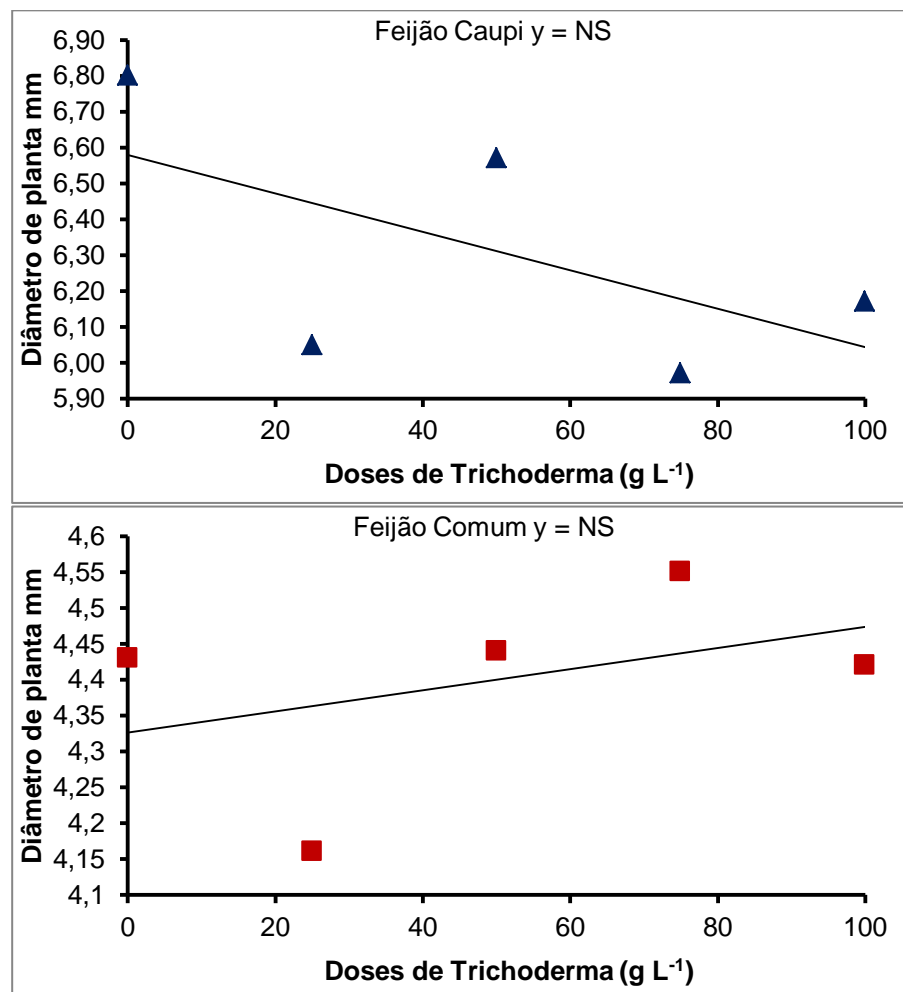 Feijão Caupi y = NS
Diâmetro de planta mm
6,90
6,80
6,70
6,60
6,50
6,40
6,30
6,20
6,10
6,00
5,90
0 20 40 60 80 100
Doses de Trichoderma (g L⁻¹)
Feijão Comum y = NS
Diâmetro de planta mm
4,6
4,55
4,5
4,45
4,4
4,35
4,3
4,25
4,2
4,15
4,1
0 20 40 60 80 100
Doses de Trichoderma (g L⁻¹)